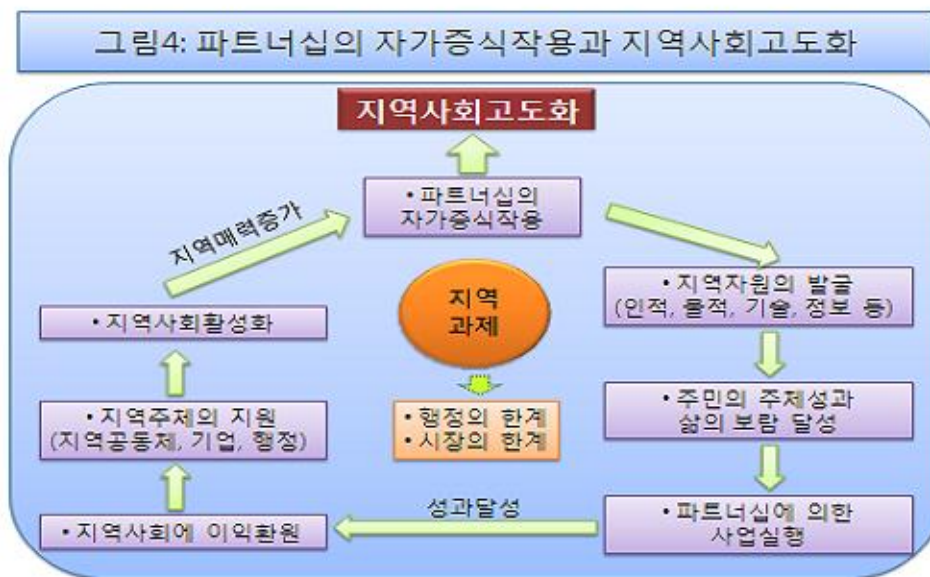 그림4: 파트너십의 자가증식작용과 지역사회고도화
지역사회고도화
• 파트너십의
자가증식작용
지역매력증가
지역
과제
• 지역자원의 발굴
(인적, 물적, 기술, 정보 등)
• 지역사회활성화
• 주민의 주체성과
삶의 보람 달성
• 지역주체의 지원
(지역공동체, 기업, 행정)
• 행정의 한계
• 시장의 한계
성과달성
• 파트너십에 의한
사업실행
• 지역사회에 이익환원